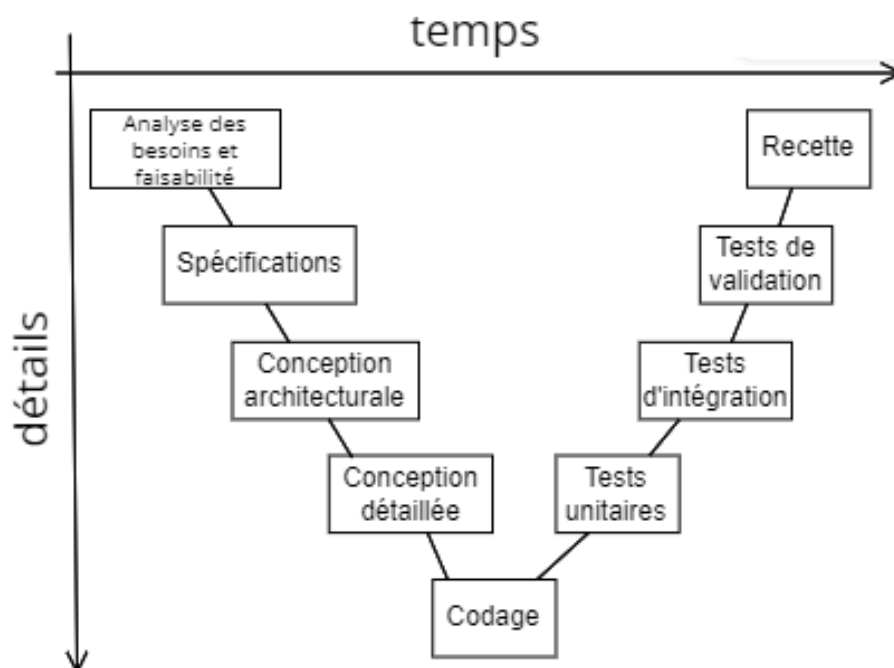 temps
détails
Analyse des
besoins et
faisabilité
Recette
Spécifications
Tests de
validation
Conception
architecturale
Tests
d'intégration
Conception
détaillée
Tests
unitaires
Codage